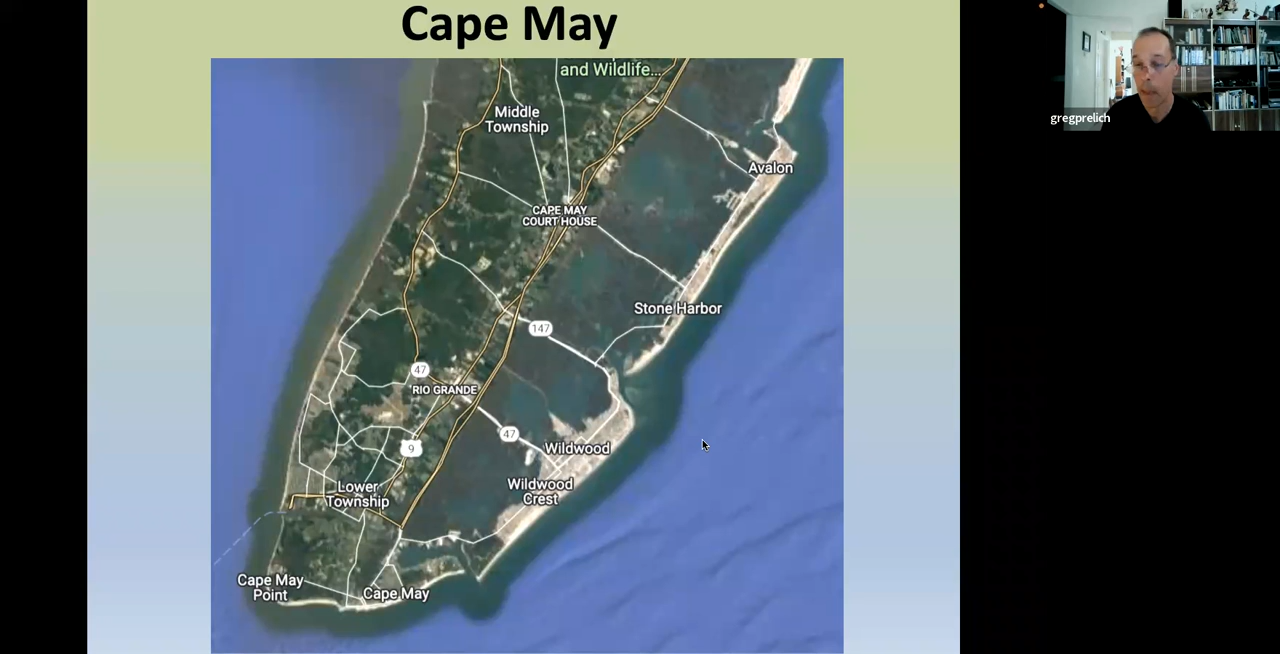 Cape May
and Wildlife...
Middle
Township
Avalon
CAPE MAY
COURT HOUSE
Stone Harbor
147
47
RIO GRANDE
47
9
Wildwood
Wildwood
Crest
Lower
Township
Cape May
Point
Cape May
gregprelich